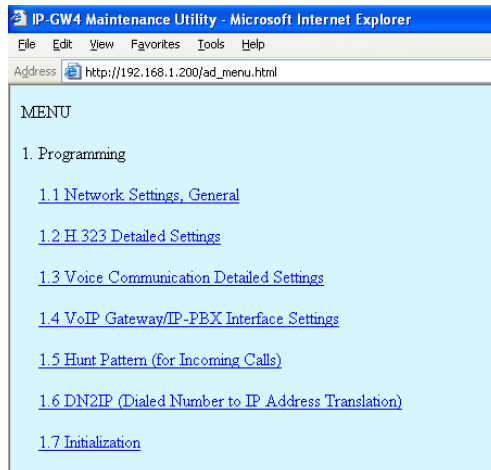 IP-GW4 Maintenance Utility - Microsoft Internet Explorer
File Edit View Favorites Tools Help
Address http://192.168.1.200/ad_menu.html
MENU
1. Programming
1.1 Network Settings, General
1.2 H.323 Detailed Settings
1.3 Voice Communication Detailed Settings
1.4 VoIP Gateway/IP-PBX Interface Settings
1.5 Hunt Pattern (for Incoming Calls)
1.6 DN2IP (Dialed Number to IP Address Translation)
1.7 Initialization